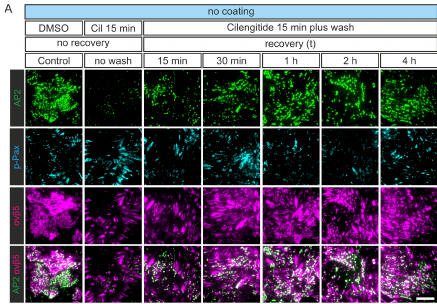 A
no coating
DMSO
Cil 15 min
Cilengitide 15 min plus wash
no recovery
recovery (t)
Control
no wash
15 min
30 min
1 h
2 h
4 h
AP2
p-Pax
αvβ5
AP2 αvβ5